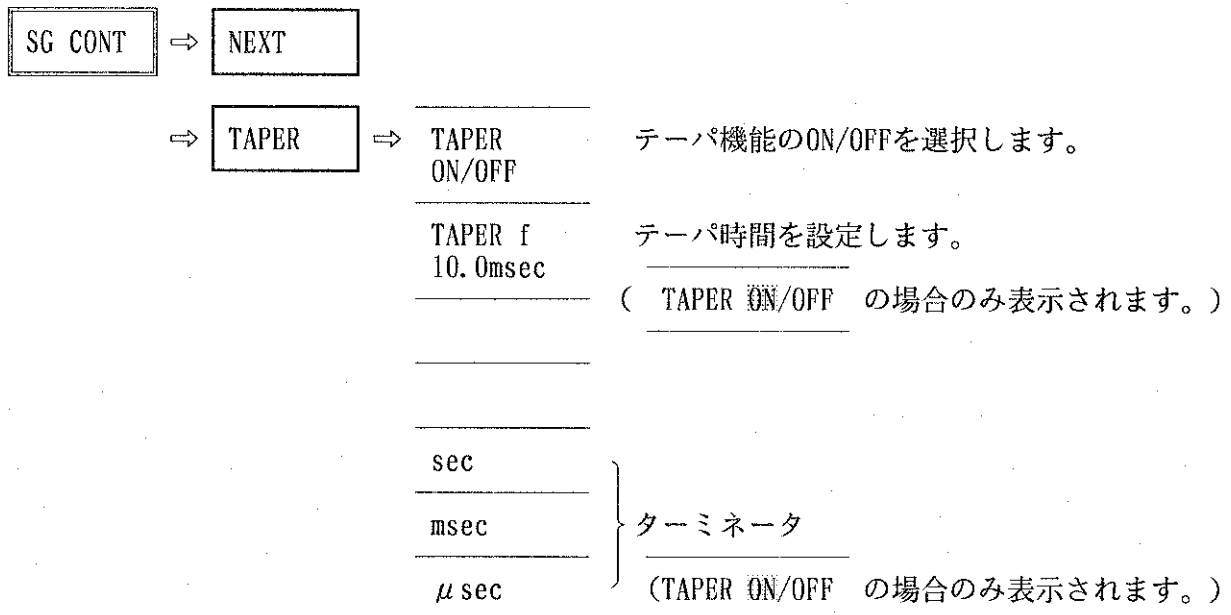 SG CONT ⇨ NEXT
⇨ TAPER ⇨ TAPER ON/OFF テーパ機能のON/OFFを選択します。
TAPER f テーパ時間を設定します。
10.0msec
( TAPER ON/OFF の場合のみ表示されます。)
sec
msec ターミネータ
μsec (TAPER ON/OFF の場合のみ表示されます。)